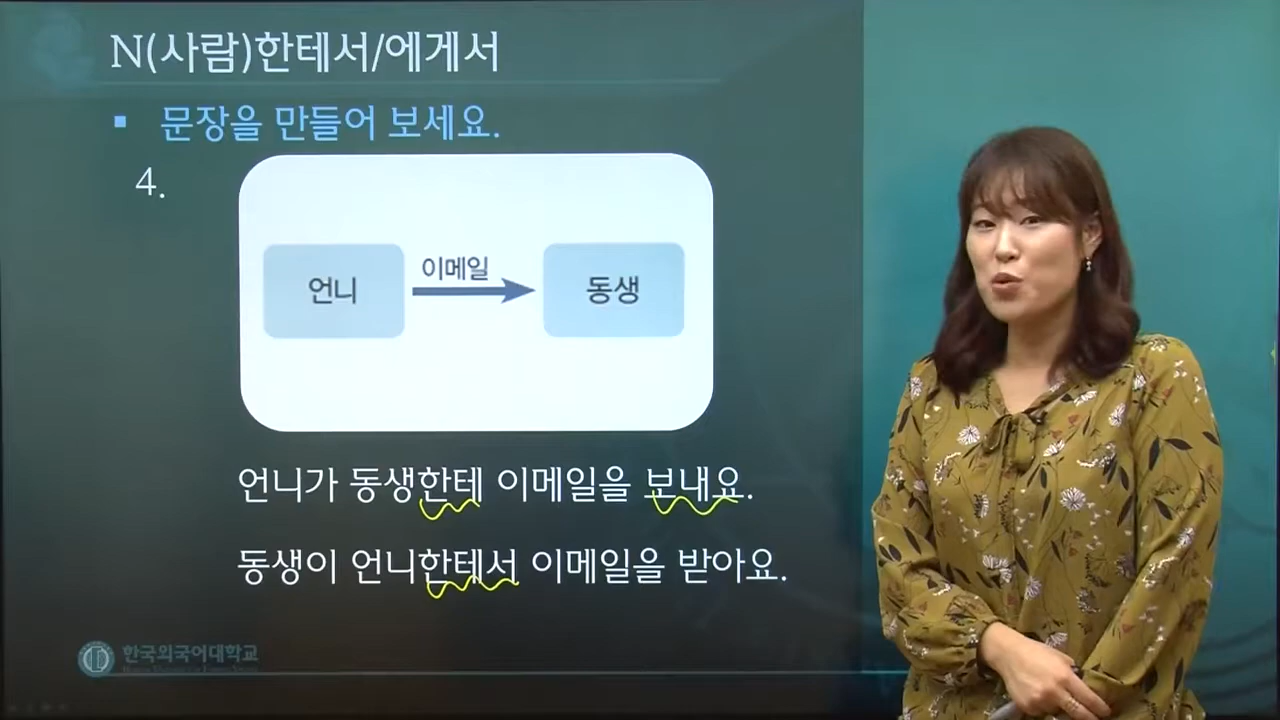 N(사람)한테서/에게서
▪ 문장을 만들어 보세요.
4.
언니
이메일
동생
언니가 동생한테 이메일을 보내요.
동생이 언니한테서 이메일을 받아요.
한국외국어대학교